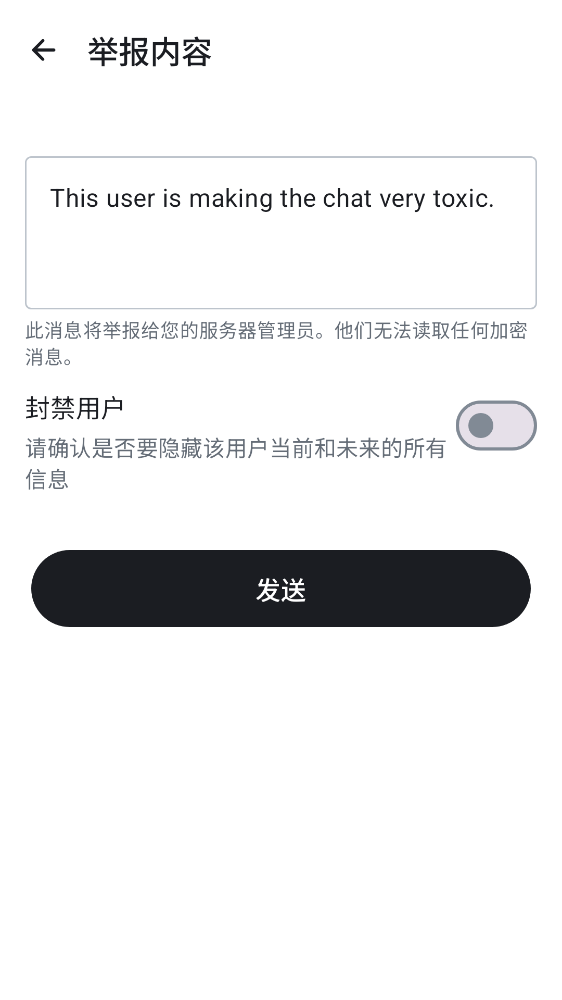 举报内容
This user is making the chat very toxic.
此消息将举报给您的服务器管理员。他们无法读取任何加密
消息。
封禁用户
请确认是否要隐藏该用户当前和未来的所有
信息
发送